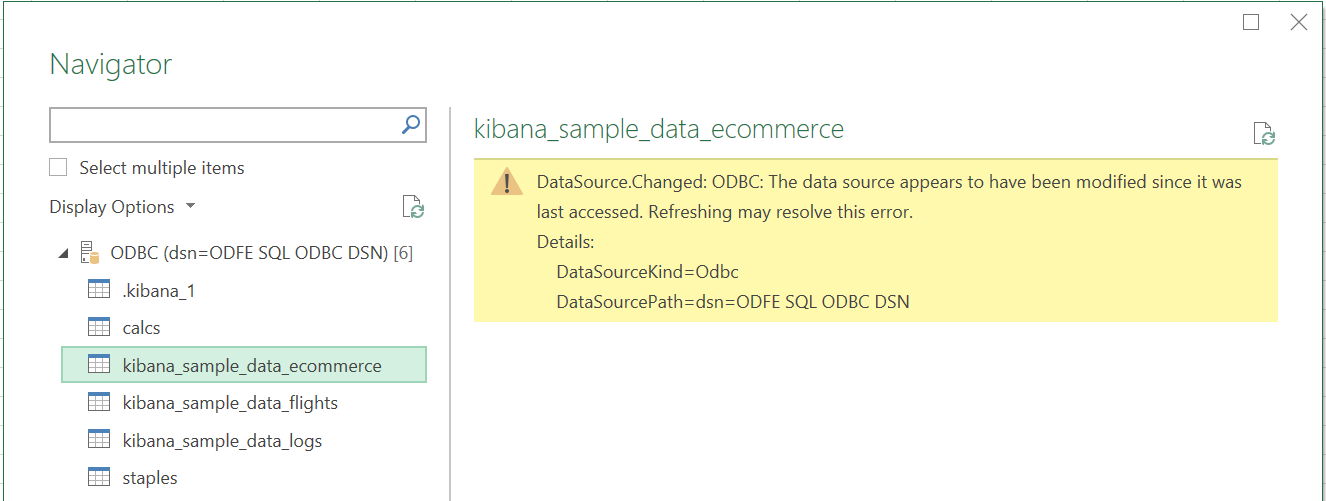 Navigator
Select multiple items
Display Options
ODBC (dsn=ODFE SQL ODBC DSN) [6]
.kibana_1
calcs
kibana_sample_data_ecommerce
kibana_sample_data_flights
kibana_sample_data_logs
staples
kibana_sample_data_ecommerce
DataSource.Changed: ODBC: The data source appears to have been modified since it was
last accessed. Refreshing may resolve this error.
Details:
DataSourceKind=Odbc
DataSourcePath=dsn=ODFE SQL ODBC DSN